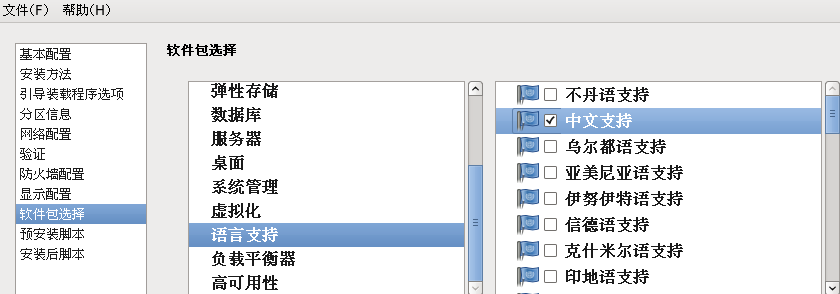 文件(F) 帮助(H)
基本配置
安装方法
引导装载程序选项
分区信息
网络配置
验证
防火墙配置
显示配置
软件包选择
预安装脚本
安装后脚本
软件包选择
弹性存储
数据库
服务器
桌面
系统管理
虚拟化
语言支持
负载平衡器
高可用性
不丹语支持
中文支持
乌尔都语支持
亚美尼亚语支持
伊努伊特语支持
信德语支持
克什米尔语支持
印地语支持